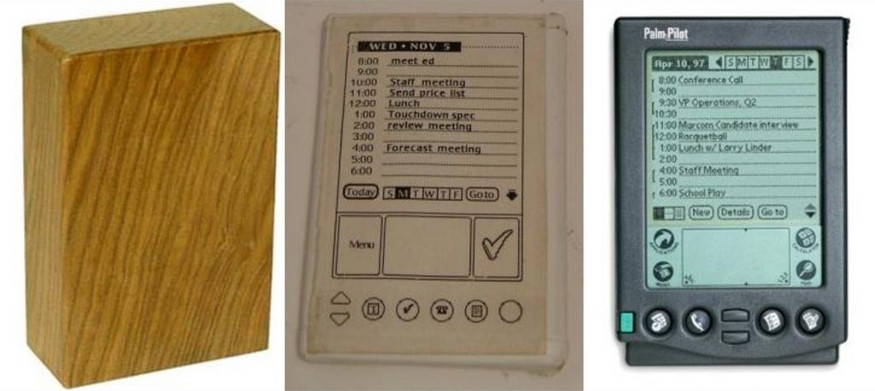 WED • NOV 5
8:00 meet ed
9:00
10:00 Staff meeting
11:00 Send price list
12:00 Lunch
1:00 Touchdown spec
2:00 review meeting
3:00
4:00 Forecast meeting
5:00
6:00
Today S M T W T F Go to
Menu
Palm Pilot
Apr 10, 97 S M T W T F S
8:00 Conference Call
9:00
9:30 VP Operations, Q2
10:30
11:00 Marcom Candidate interview
12:00 Racquetball
1:00 Lunch w/ Larry Linder
2:00
4:00 Staff Meeting
5:00
6:00 School Play
New Details Go to